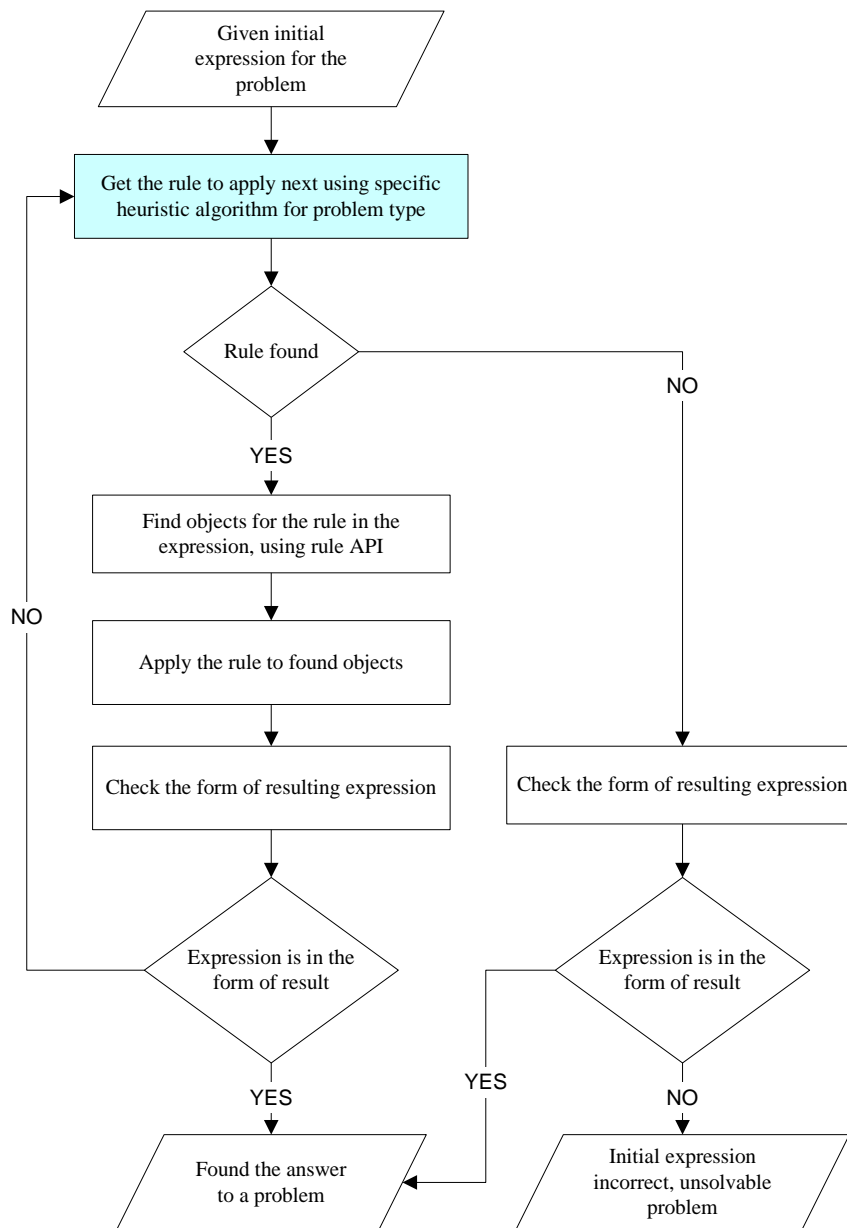 Given initial
expression for the
problem
Get the rule to apply next using specific
heuristic algorithm for problem type
Rule found
NO
YES
Find objects for the rule in the
expression, using rule API
NO
Apply the rule to found objects
Check the form of resulting expression
Check the form of resulting expression
Expression is in the
form of result
Expression is in the
form of result
YES
YES
NO
Found the answer
to a problem
Initial expression
incorrect, unsolvable
problem